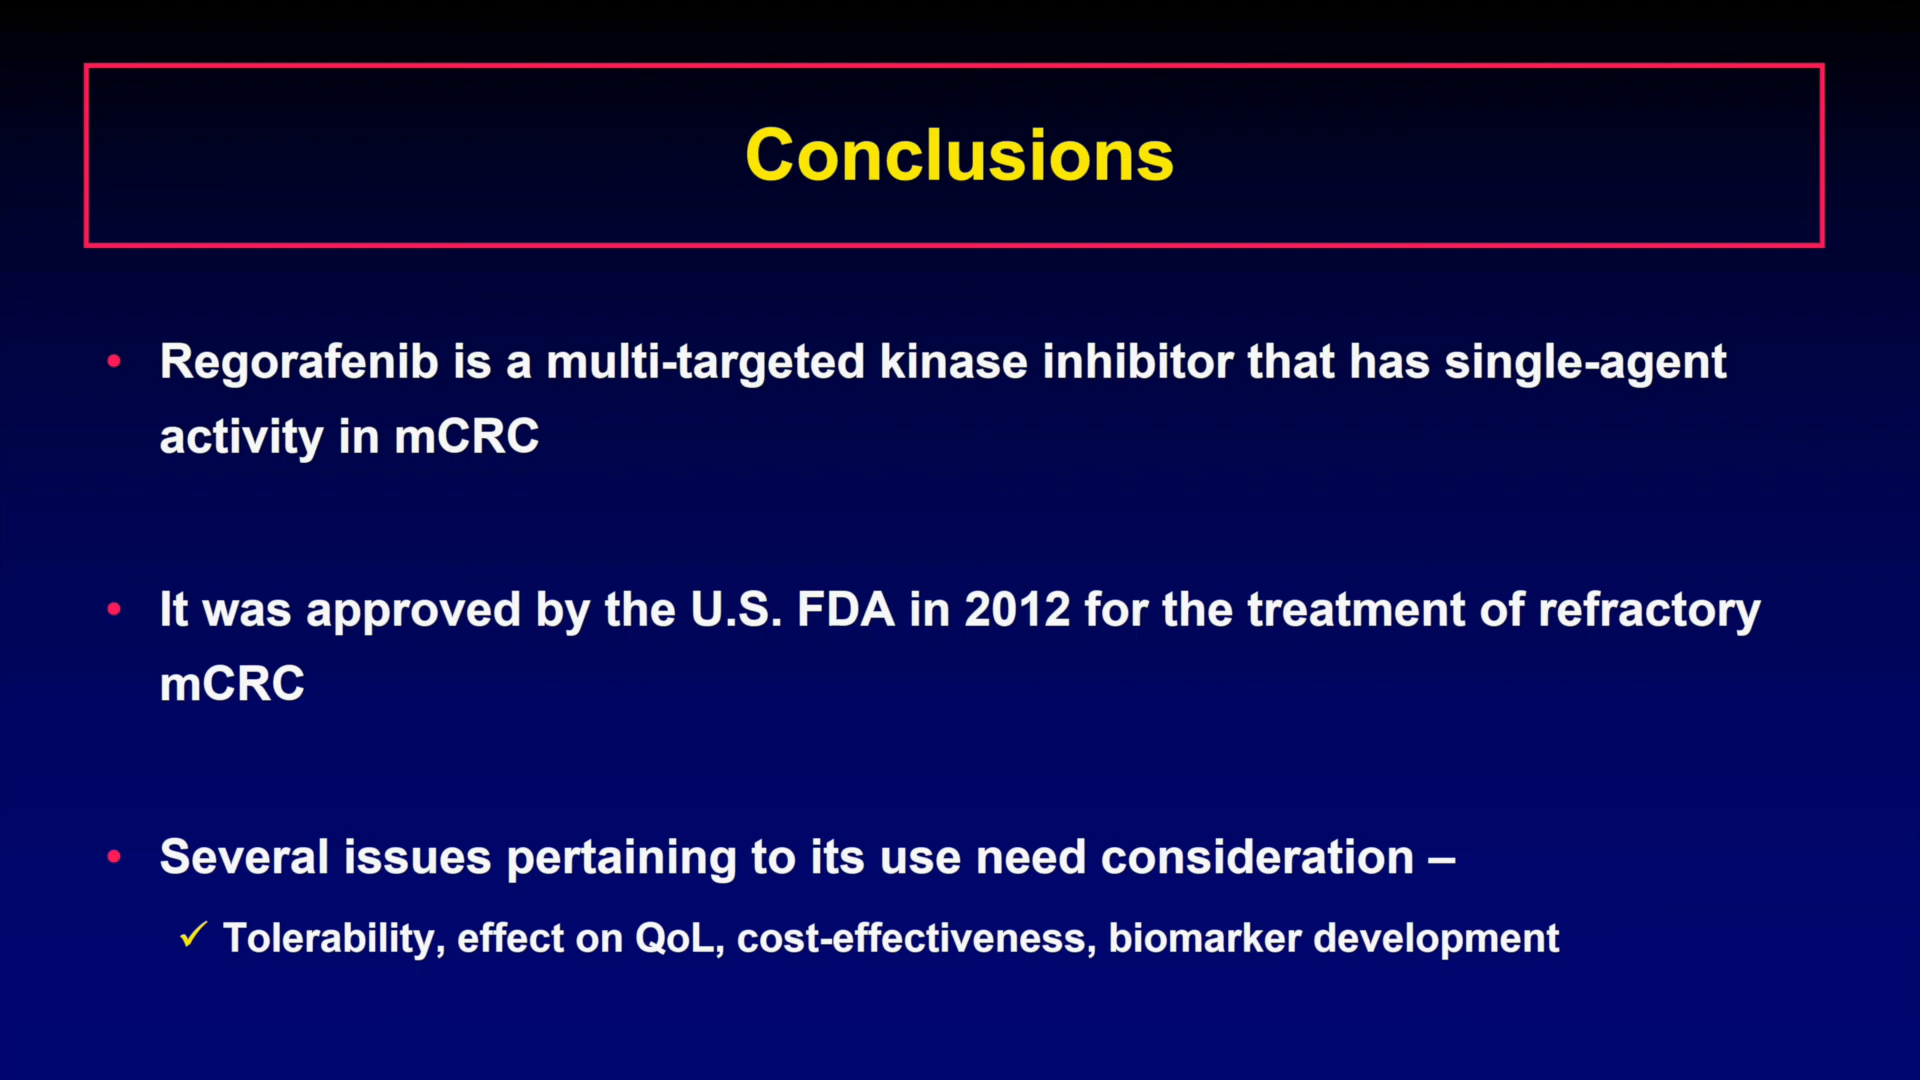 Conclusions
• Regorafenib is a multi-targeted kinase inhibitor that has single-agent
activity in mCRC
• It was approved by the U.S. FDA in 2012 for the treatment of refractory
mCRC
• Several issues pertaining to its use need consideration –
✓ Tolerability, effect on QoL, cost-effectiveness, biomarker development